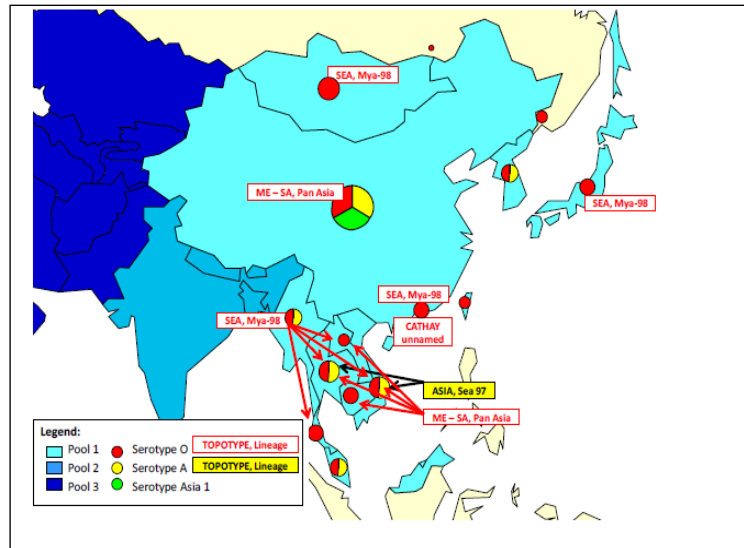 SEA, Mya-98
ME – SA, Pan Asia
SEA, Mya-98
SEA, Mya-98
SEA, Mya-98
CATHAY
unnamed
ASIA, Sea 97
ME – SA, Pan Asia
Legend:
Pool 1
Serotype O
TOPOTYPE, Lineage
Pool 2
Serotype A
TOPOTYPE, Lineage
Pool 3
Serotype Asia 1